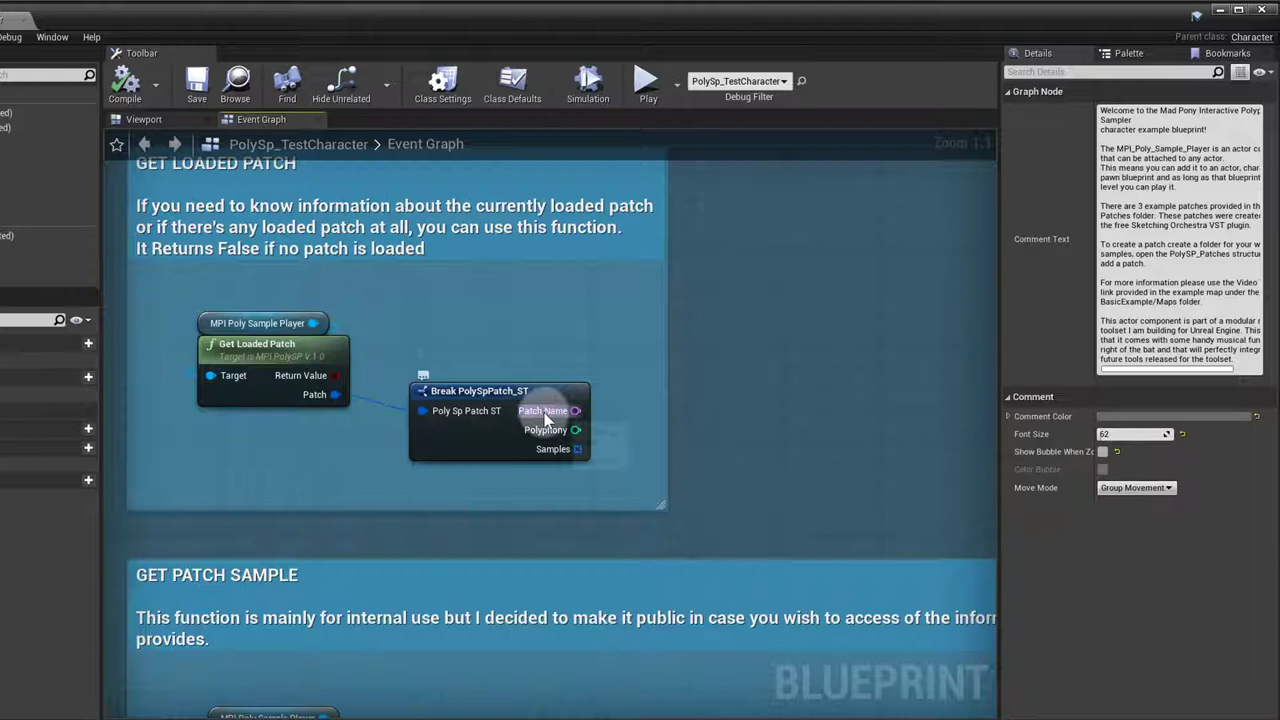 Parent class: Character
Debug Window Help
Toolbar
Details
Palette
Bookmarks
Compile
Save
Browse
Find
Hide Unrelated
Class Settings
Class Defaults
Simulation
Play
PolySp_TestCharacter
Debug Filter
Search Details
Viewport
Event Graph
PolySp_TestCharacter > Event Graph
Zoom 1:1
GET LOADED PATCH
If you need to know information about the currently loaded patch
or if there's any loaded patch at all, you can use this function.
It Returns False if no patch is loaded
MPI Poly Sample Player
Get Loaded Patch
Target is MPI PolySP V 1 0
Target Return Value
Patch
Break PolySpPatch_ST
Poly Sp Patch ST Patch Name
Polyphony
Samples
GET PATCH SAMPLE
This function is mainly for internal use but I decided to make it public in case you wish to access of the
provides.
BLUEPRINT
MPI Poly Sample Player
Graph Node
Comment Text
Welcome to the Mad Pony Interactive
Sampler
character example blueprint!
The MPI_Poly_Sample_Player is an actor
that can be attached to any actor.
This means you can add it to an actor,
pawn blueprint and as long as that blueprint
level you can play it.
There are 3 example patches provided in the
Patches folder. These patches were created
the free Sketching Orchestra VST plugin.
To create a patch create a folder for your
samples, open the PolySP_Patches
add a patch.
For more information please use the Video
link provided in the example map under the
BasicExample/Maps folder.
This actor component is part of a modular
toolset I am building for Unreal Engine. This
that it comes with some handy musical
right of the bat and that will perfectly
future tools released for the toolset.
Comment
Comment Color
Font Size 62
Show Bubble When
Color Bubble
Move Mode Group Movement